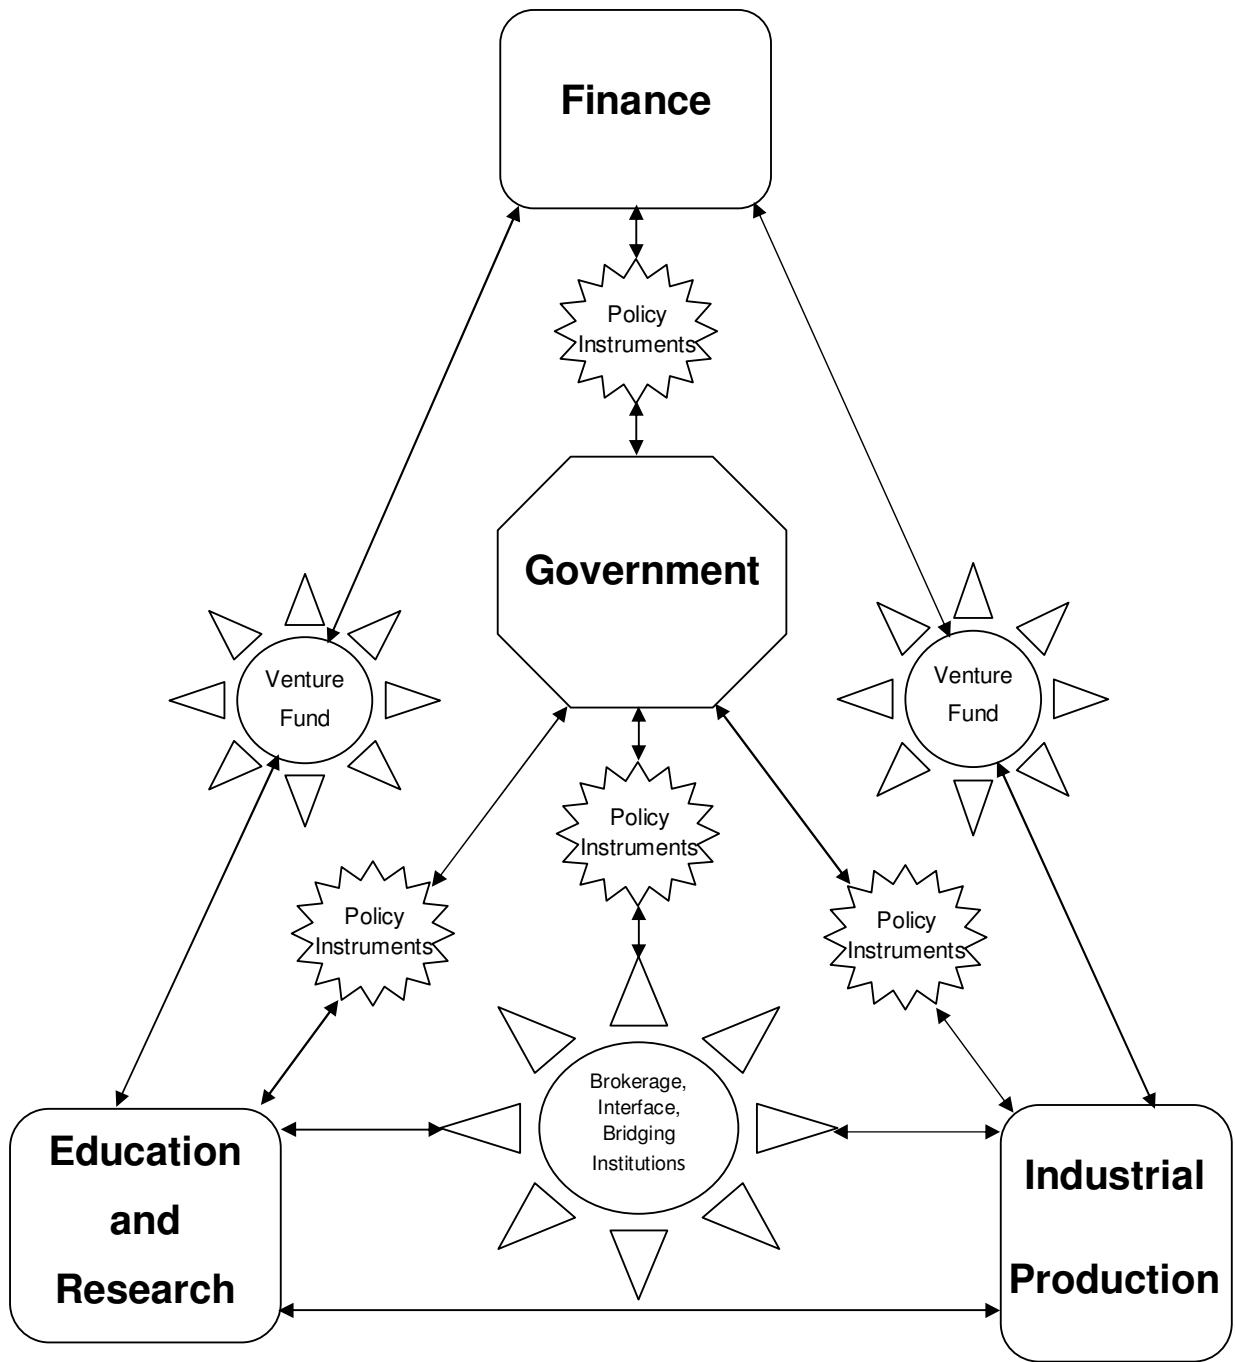 Finance
Policy
Instruments
Government
Venture
Fund
Venture
Fund
Policy
Instruments
Policy
Instruments
Policy
Instruments
Brokerage,
Interface,
Bridging
Institutions
Education
and
Research
Industrial
Production